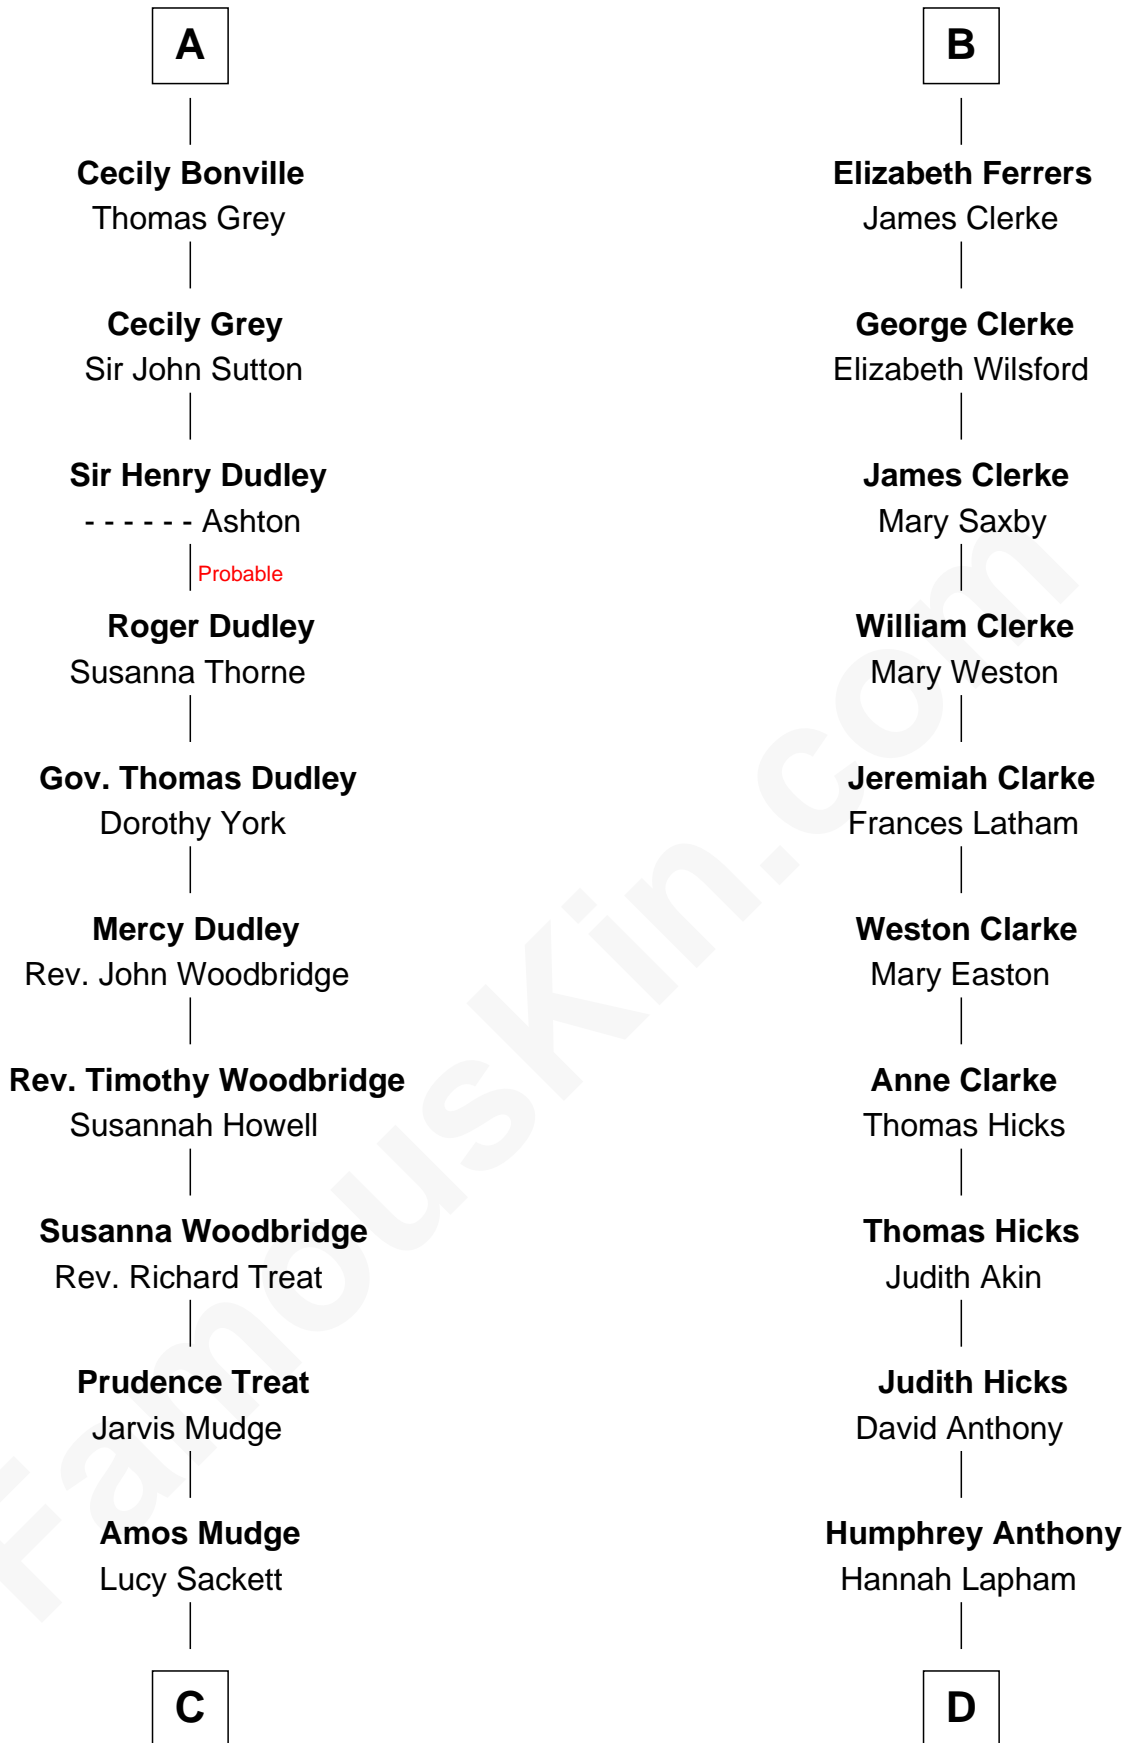 A
Cecily Bonville
Thomas Grey
Cecily Grey
Sir John Sutton
Sir Henry Dudley
- - - - - - Ashton
Probable
Roger Dudley
Susanna Thorne
Gov. Thomas Dudley
Dorothy York
Mercy Dudley
Rev. John Woodbridge
Rev. Timothy Woodbridge
Susannah Howell
Susanna Woodbridge
Rev. Richard Treat
Prudence Treat
Jarvis Mudge
Amos Mudge
Lucy Sackett
C
B
Elizabeth Ferrers
James Clerke
George Clerke
Elizabeth Wilsford
James Clerke
Mary Saxby
William Clerke
Mary Weston
Jeremiah Clarke
Frances Latham
Weston Clarke
Mary Easton
Anne Clarke
Thomas Hicks
Thomas Hicks
Judith Akin
Judith Hicks
David Anthony
Humphrey Anthony
Hannah Lapham
D
FamousKin.com